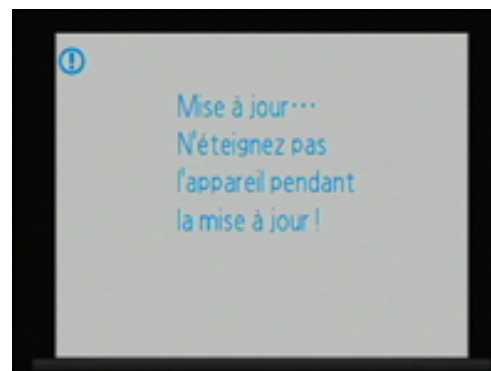 Mise à jour···
N'éteignez pas
l'appareil pendant
la mise à jour !